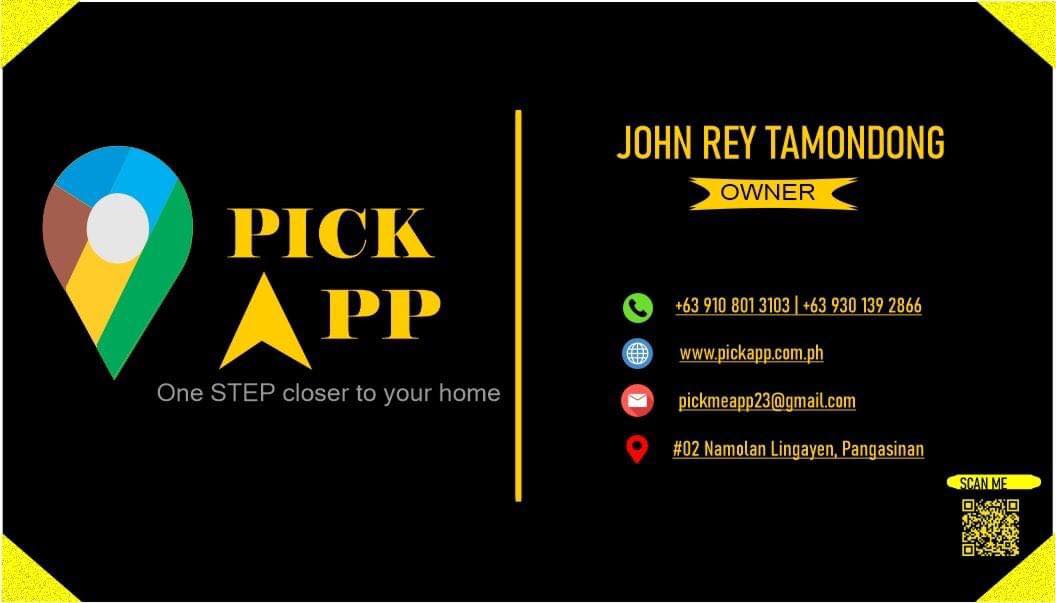 PICK
PP
One STEP closer to your home
JOHN REY TAMONDONG
OWNER
+63 910 801 3103 | +63 930 139 2866
www.pickapp.com.ph
pickmeapp23@gmail.com
#02 Namolan Lingayen, Pangasinan
SCAN ME